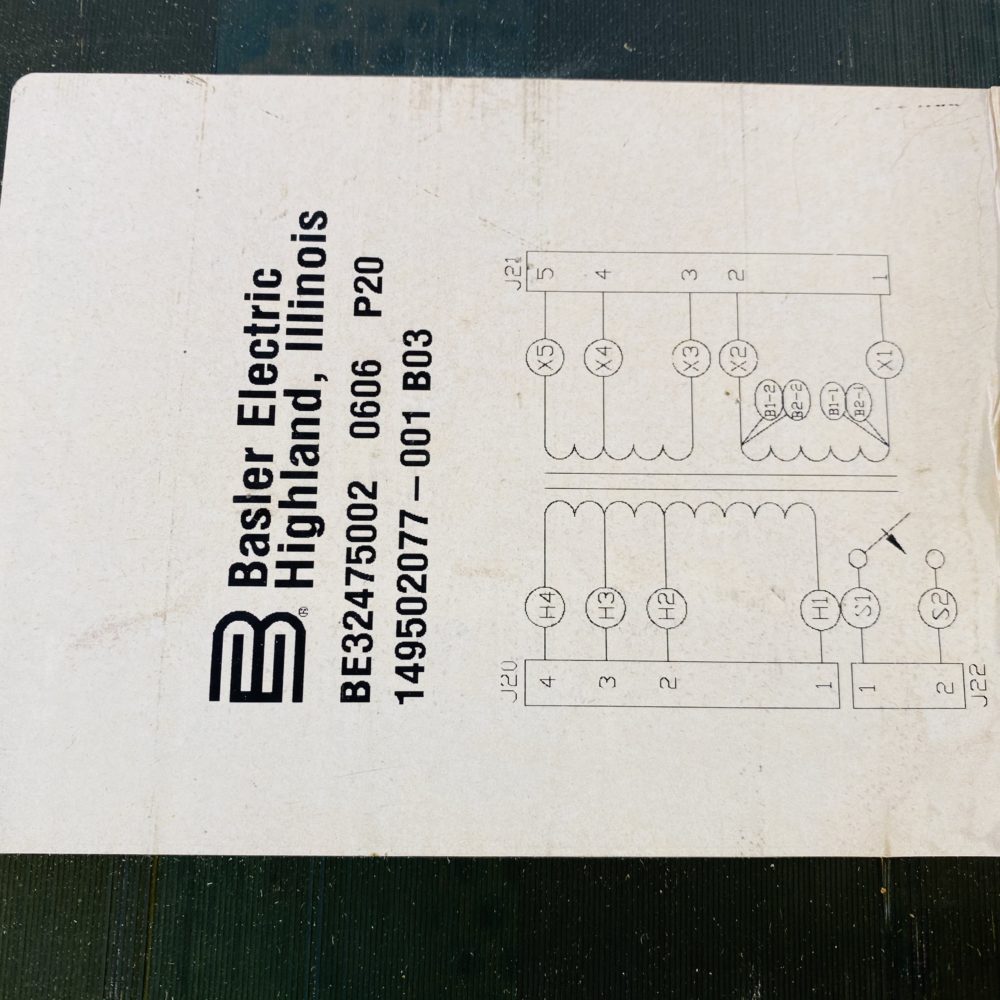 B® Basler Electric
Highland, Illinois
BE32475002 0606 P20
149502077-001 B03
J20
4 3 2 1
H4 H3 H2 H1
J21
5 4 3 2 1
X5 X4 X3 X2 X1
B1-2 B2-2 B1-1 B2-1
S1 S2
1 2
J22